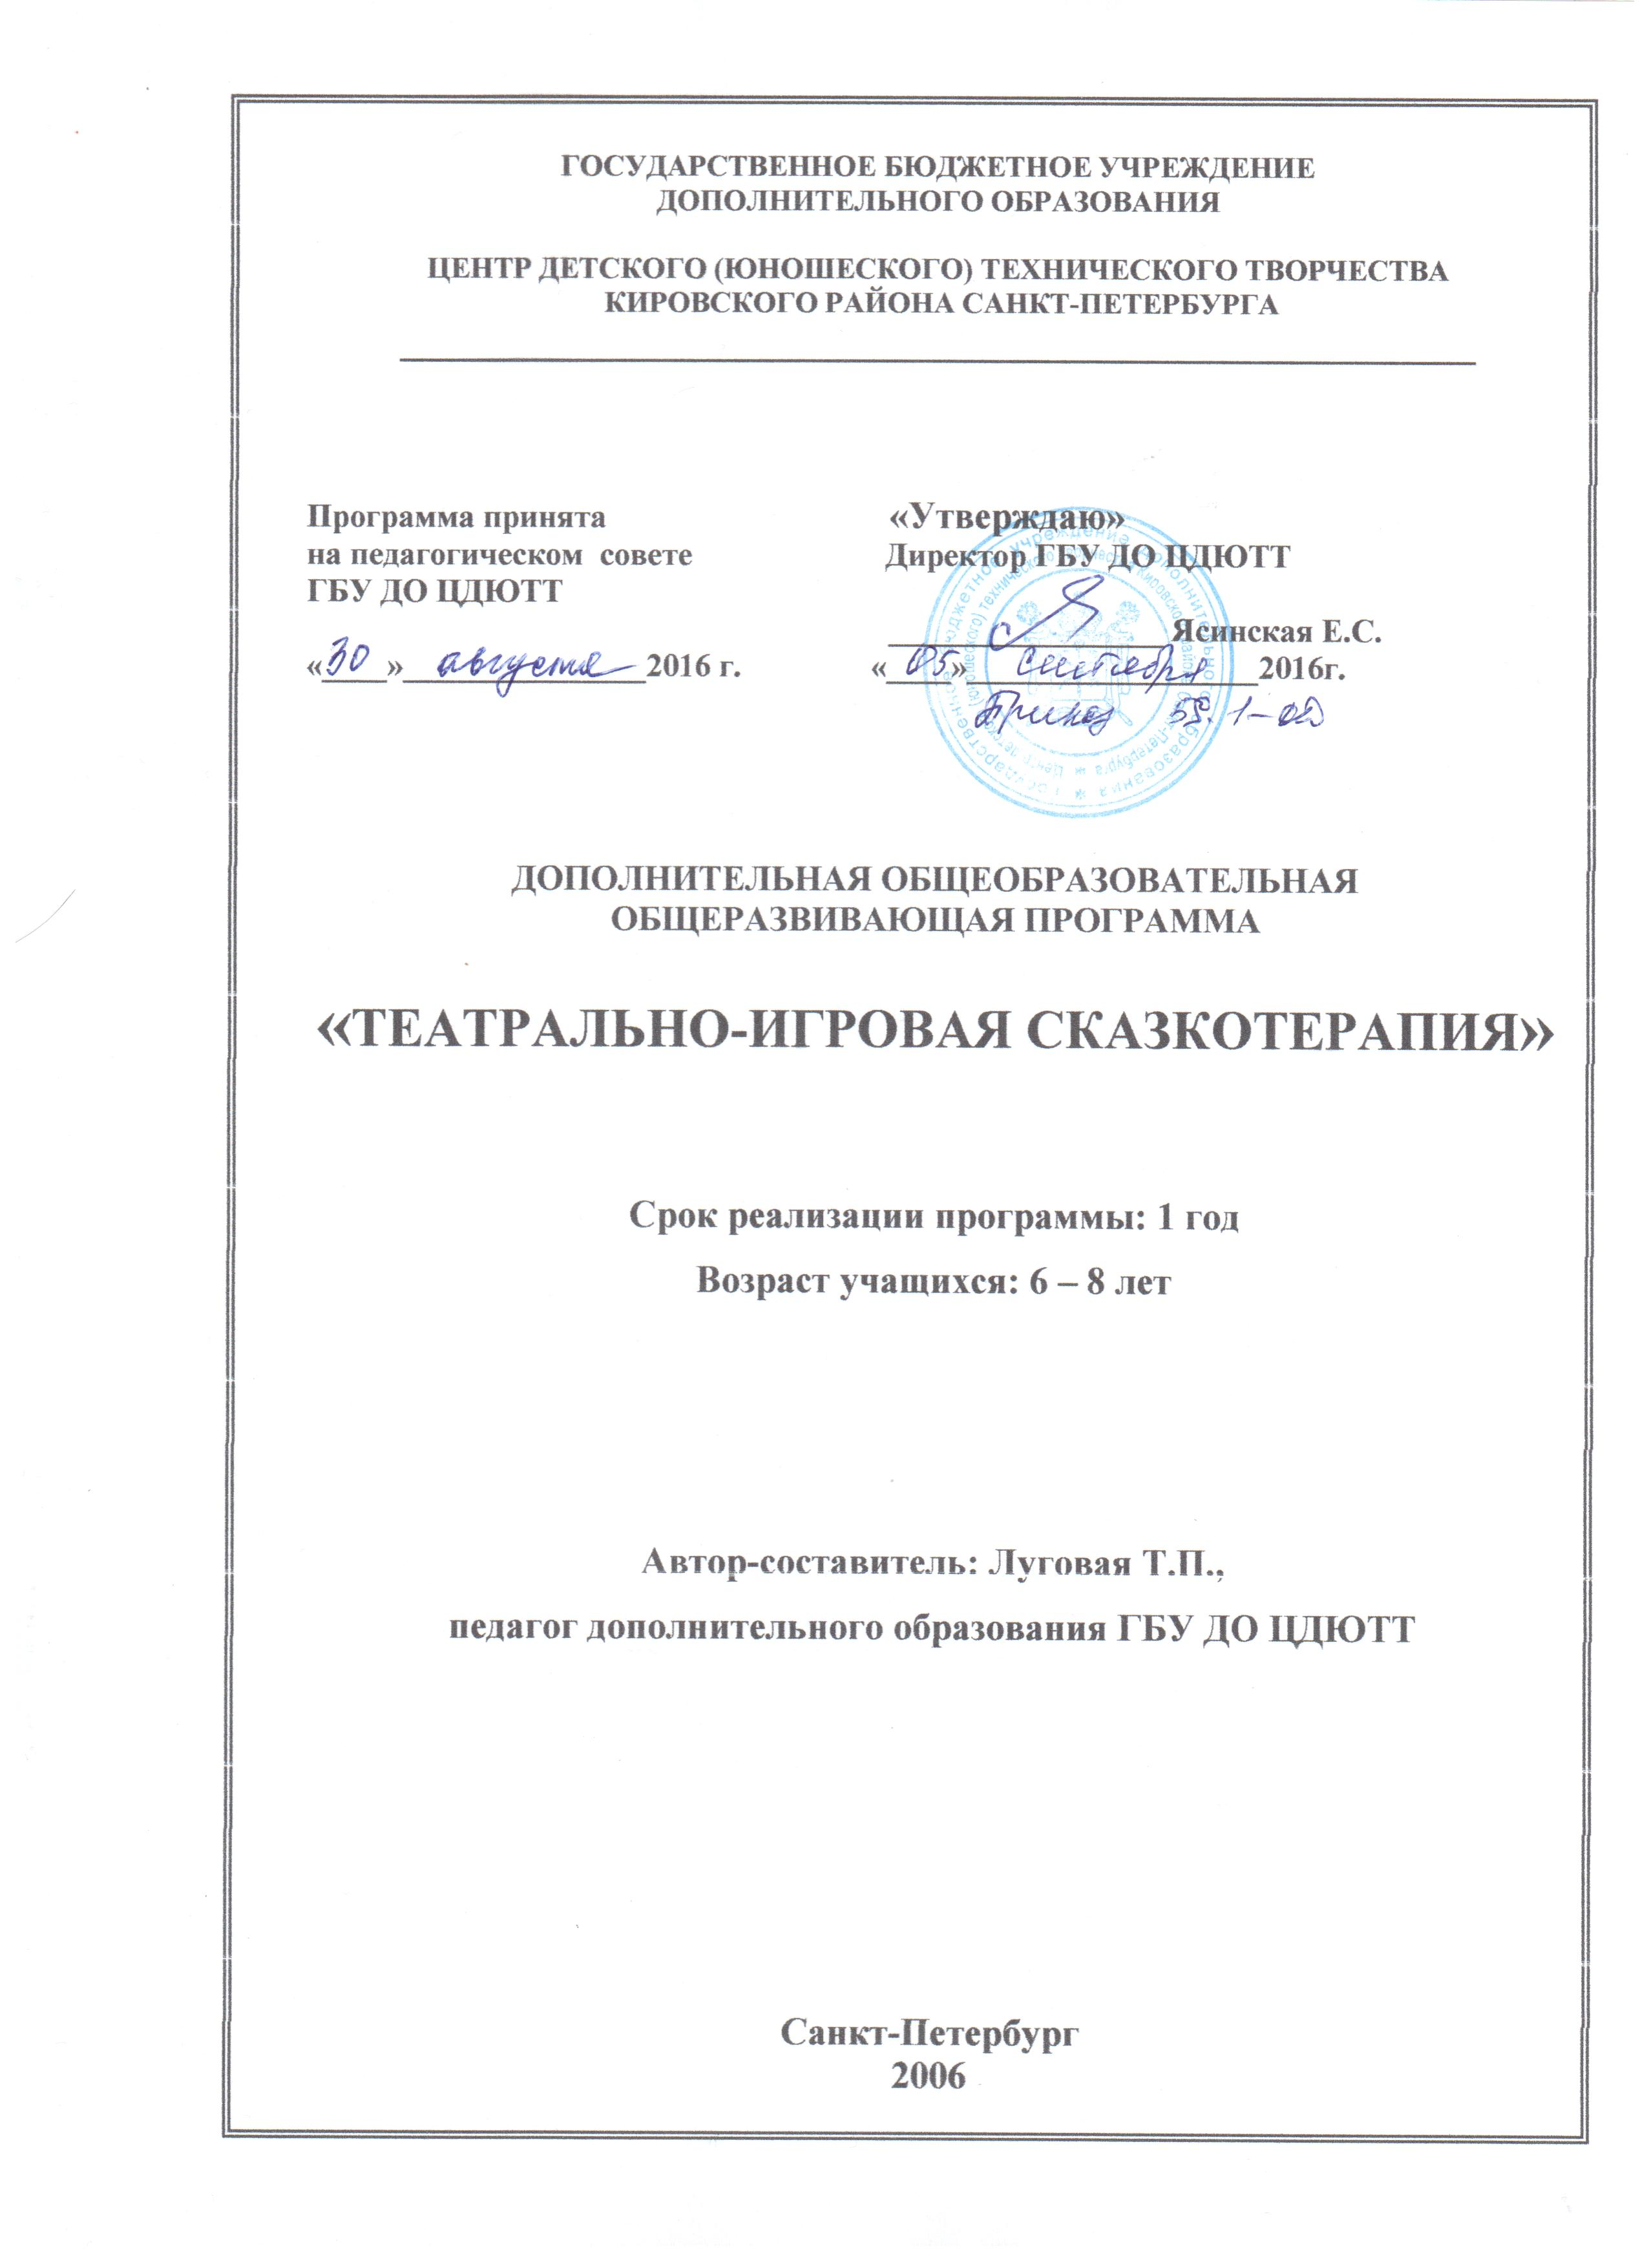 ГОСУДАРСТВЕННОЕ БЮДЖЕТНОЕ УЧРЕЖДЕНИЕ
ДОПОЛНИТЕЛЬНОГО ОБРАЗОВАНИЯ
ЦЕНТР ДЕТСКОГО (ЮНОШЕСКОГО) ТЕХНИЧЕСКОГО ТВОРЧЕСТВА
КИРОВСКОГО РАЙОНА САНКТ-ПЕТЕРБУРГА
Программа принята
на педагогическом совете
ГБУ ДО ЦДЮТТ
«30» августа 2016 г.
«Утверждаю»
Директор ГБУ ДО ЦДЮТТ
Ясинская Е.С.
«05» сентября 2016г.
Приказ
ДОПОЛНИТЕЛЬНАЯ ОБЩЕОБРАЗОВАТЕЛЬНАЯ
ОБЩЕРАЗВИВАЮЩАЯ ПРОГРАММА
«ТЕАТРАЛЬНО-ИГРОВАЯ СКАЗКОТЕРАПИЯ»
Срок реализации программы: 1 год
Возраст учащихся: 6 – 8 лет
Автор-составитель: Луговая Т.П.,
педагог дополнительного образования ГБУ ДО ЦДЮТТ
Санкт-Петербург
2006